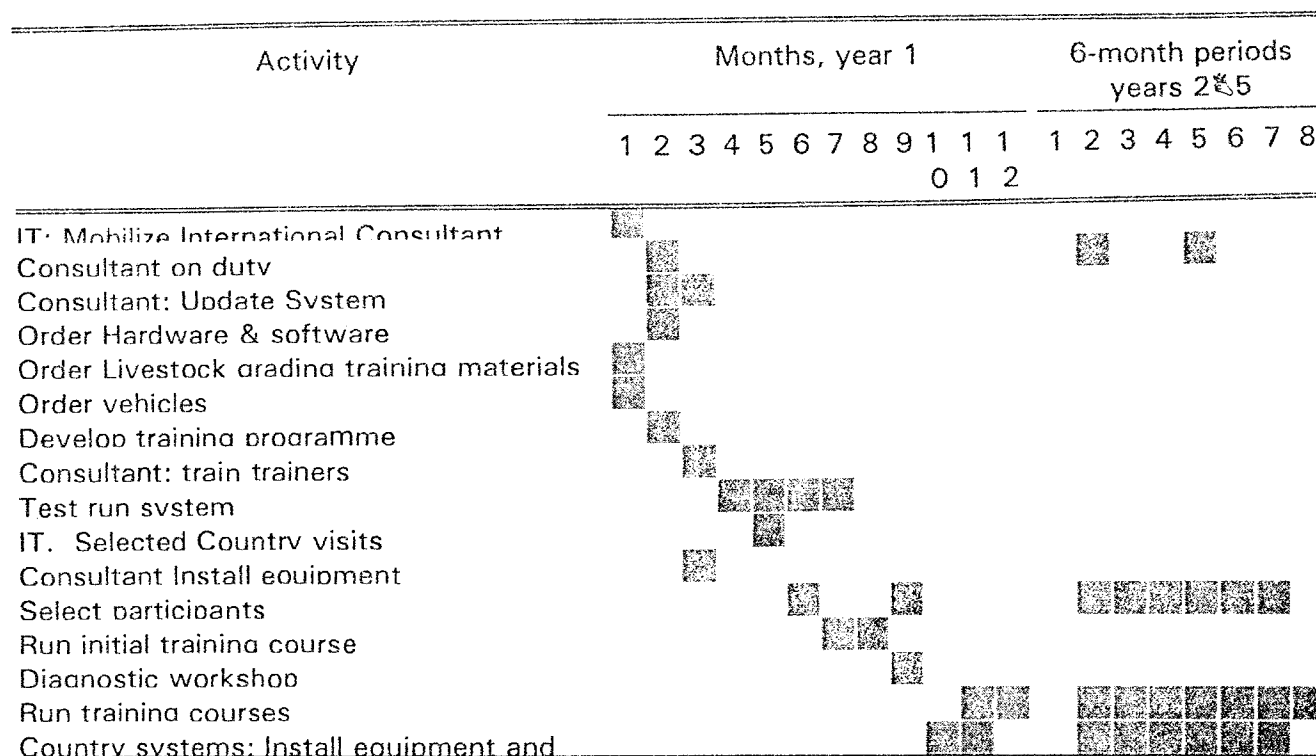 Activity Months, year 1 6-month periods
years 2 5
1 2 3 4 5 6 7 8 9 1 1 1 1 2 3 4 5 6 7 8
0 1 2
IT: Mobilize International Consultant
Consultant on duty
Consultant: Update System
Order Hardware & software
Order Livestock grading training materials
Order vehicles
Develop training programme
Consultant: train trainers
Test run system
IT. Selected Country visits
Consultant Install equipment
Select participants
Run initial training course
Diagnostic workshop
Run training courses
Country systems: Install equipment and